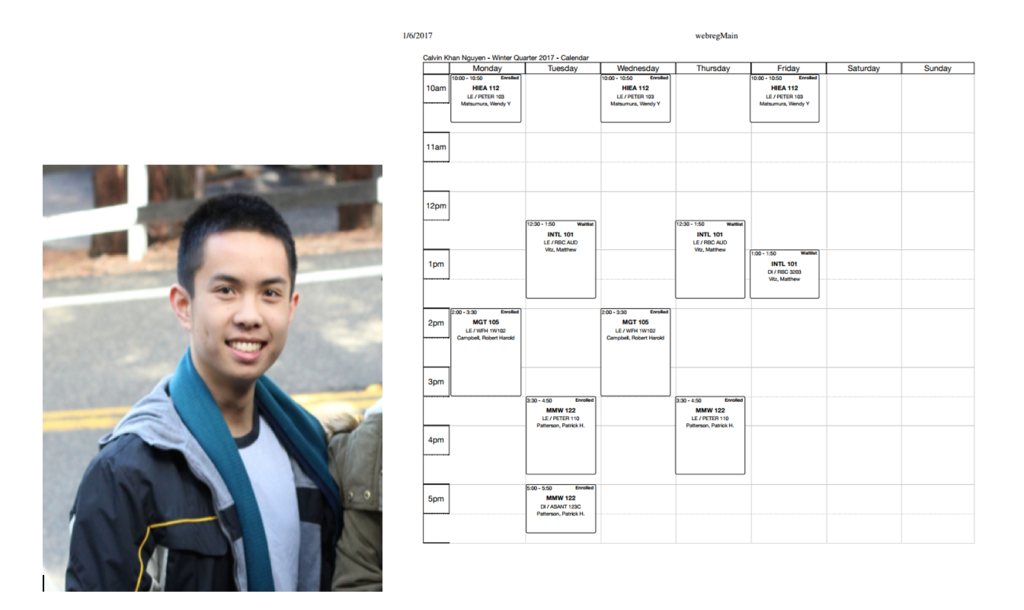 1/6/2017 webregMain
Calvin Khan Nguyen - Winter Quarter 2017 - Calendar
Monday Tuesday Wednesday Thursday Friday Saturday Sunday
10am
10:00 - 10:50 Enrolled
HIEA 112
LE / PETER 103
Matsumura, Wendy Y
10:00 - 10:50 Enrolled
HIEA 112
LE / PETER 103
Matsumura, Wendy Y
10:00 - 10:50 Enrolled
HIEA 112
LE / PETER 103
Matsumura, Wendy Y
11am
12pm
12:30 - 1:50 Waitlist
INTL 101
LE / RBC AUD
Vitz, Matthew
12:30 - 1:50 Waitlist
INTL 101
LE / RBC AUD
Vitz, Matthew
1pm
1:00 - 1:50 Waitlist
INTL 101
DI / RBC 3203
Vitz, Matthew
2pm
2:00 - 3:30 Enrolled
MGT 105
LE / WFH 1W102
Campbell, Robert Harold
2:00 - 3:30 Enrolled
MGT 105
LE / WFH 1W102
Campbell, Robert Harold
3pm
3:30 - 4:50 Enrolled
MMW 122
LE / PETER 110
Patterson, Patrick H.
3:30 - 4:50 Enrolled
MMW 122
LE / PETER 110
Patterson, Patrick H.
4pm
5pm
5:00 - 5:50 Enrolled
MMW 122
DI / ASANT 123C
Patterson, Patrick H.